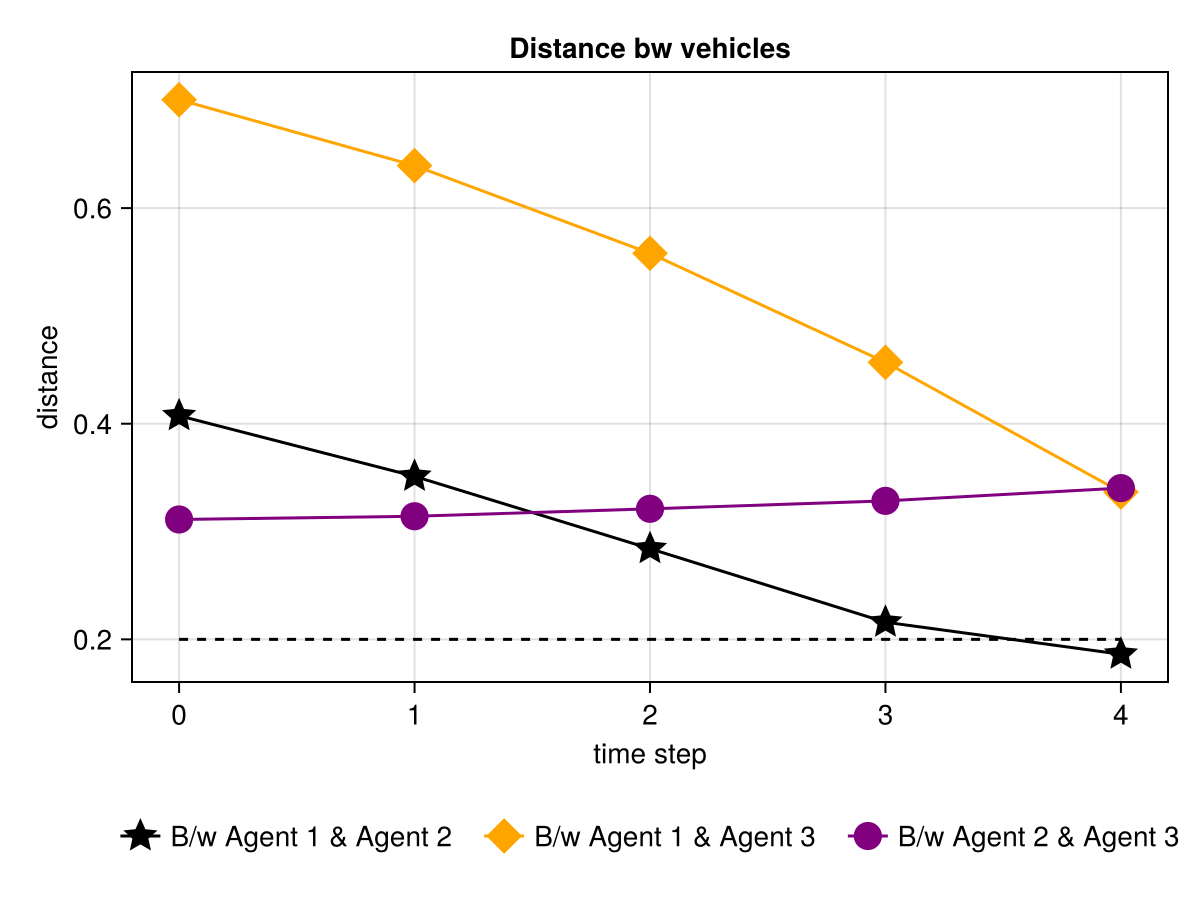 Distance bw vehicles
distance
0.6
0.4
0.2
0 1 2 3 4
time step
B/w Agent 1 & Agent 2 B/w Agent 1 & Agent 3 B/w Agent 2 & Agent 3